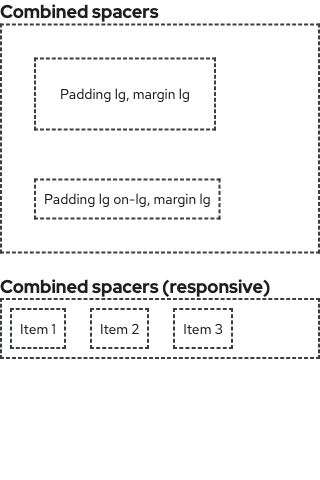 Combined spacers
Padding lg, margin lg
Padding lg on-lg, margin lg
Combined spacers (responsive)
Item 1 Item 2 Item 3